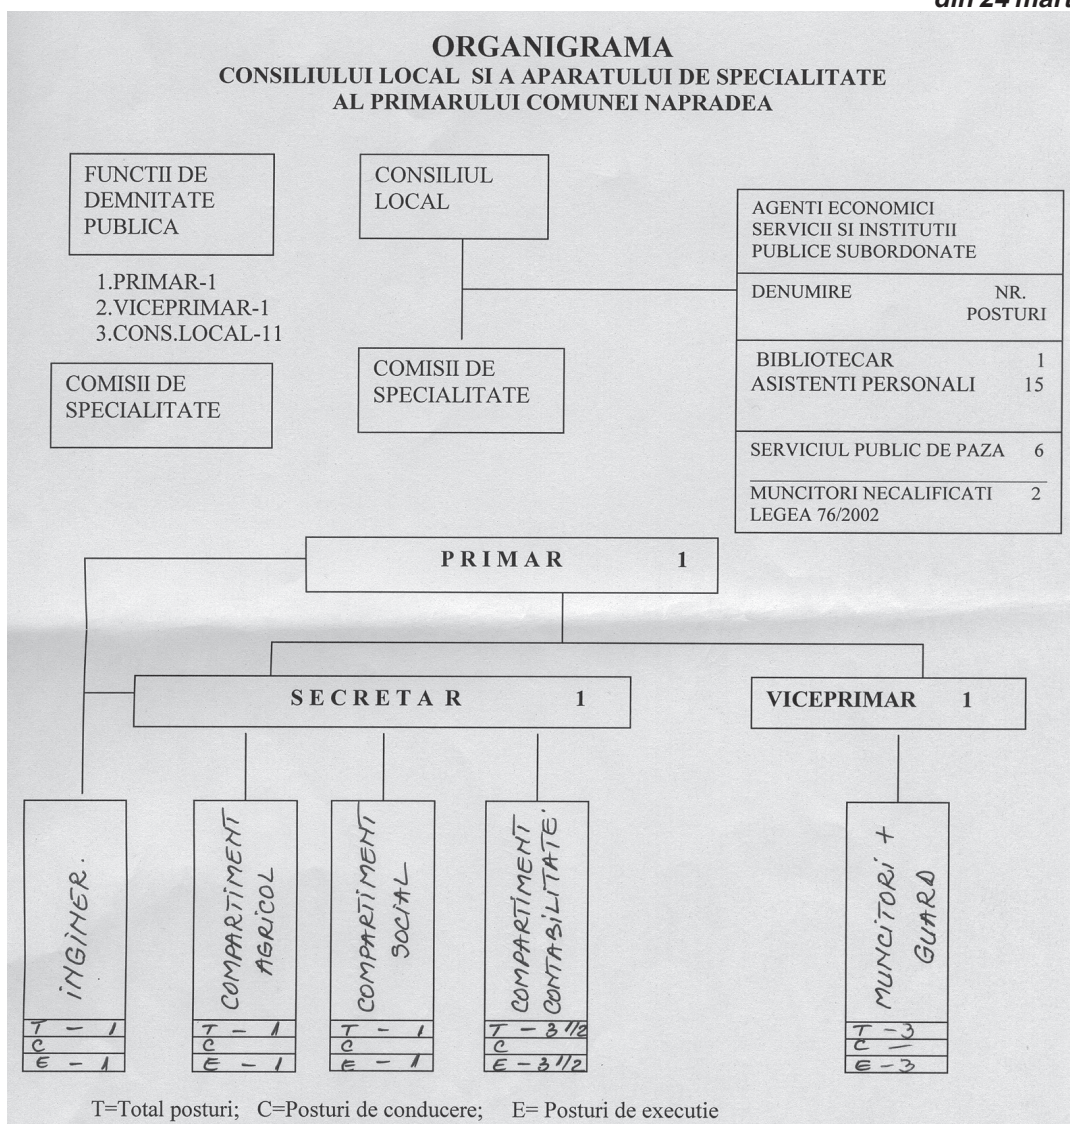 din 24 mart
ORGANIGRAMA
CONSILIULUI LOCAL SI A APARATULUI DE SPECIALITATE
AL PRIMARULUI COMUNEI NAPRADEA
FUNCTII DE
DEMNITATE
PUBLICA
1.PRIMAR-1
2.VICEPRIMAR-1
3.CONS.LOCAL-11
COMISII DE
SPECIALITATE
CONSILIUL
LOCAL
COMISII DE
SPECIALITATE
AGENTI ECONOMICI
SERVICII SI INSTITUTII
PUBLICE SUBORDONATE
DENUMIRE NR.
POSTURI
BIBLIOTECAR 1
ASISTENTI PERSONALI 15
SERVICIUL PUBLIC DE PAZA 6
MUNCITORI NECALIFICATI 2
LEGEA 76/2002
PRIMAR 1
SECRETAR 1
VICEPRIMAR 1
INGINER.
T - 1
C
E - 1
COMPARTIMENT
AGRICOL
T - 1
C
E - 1
COMPARTIMENT
SOCIAL
T - 1
C
E - 1
COMPARTIMENT
CONTABILITATE.
T - 3 1/2
C
E - 3 1/2
MUNCITORI +
GUARD
T - 3
C -
E - 3
T=Total posturi; C=Posturi de conducere; E= Posturi de executie